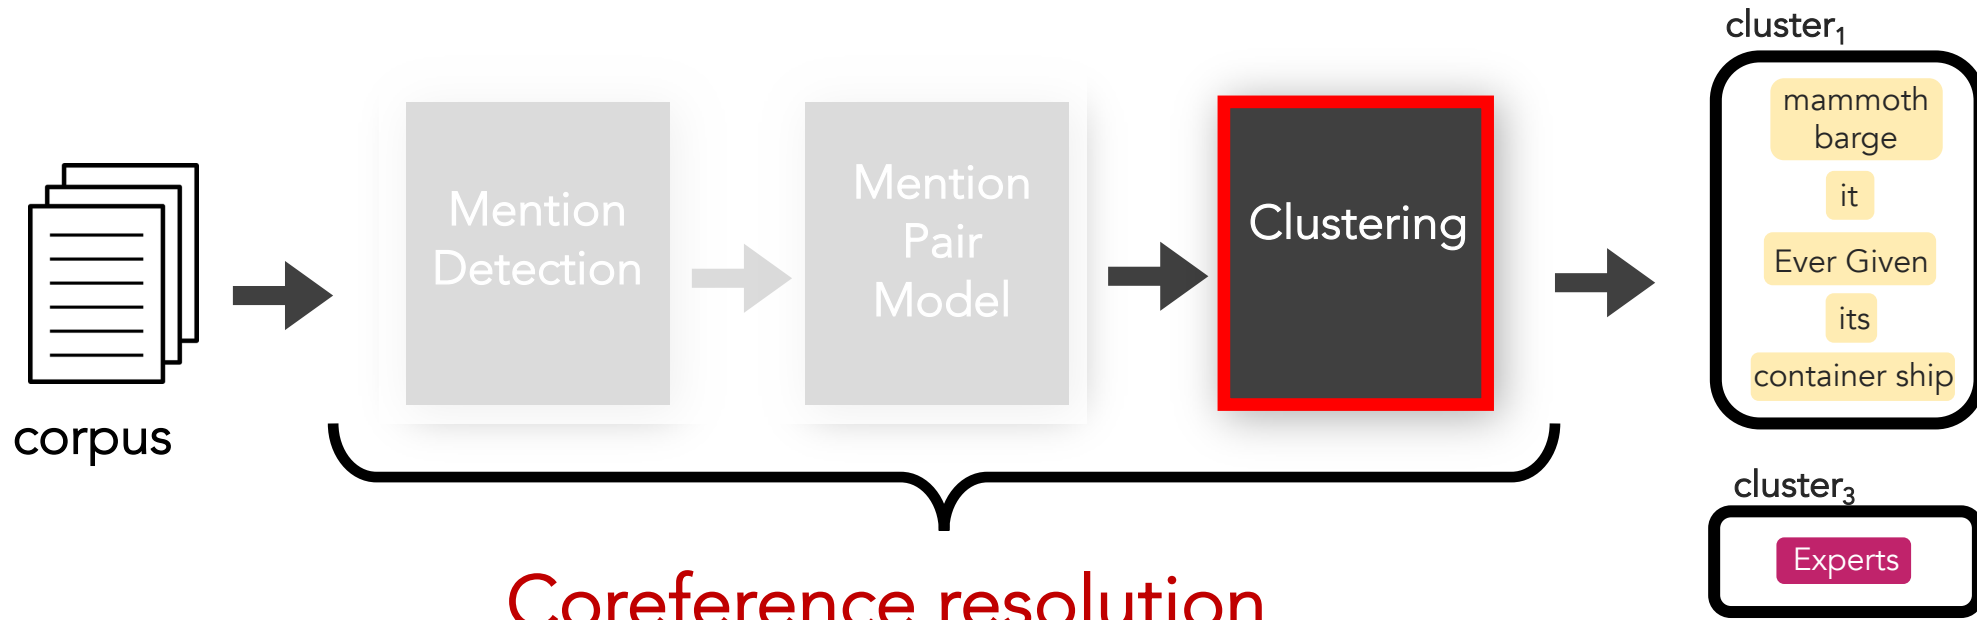 corpus
Mention
Detection
Mention
Pair
Model
Clustering
Coreference resolution
cluster₁
mammoth
barge
it
Ever Given
its
container ship
cluster₃
Experts